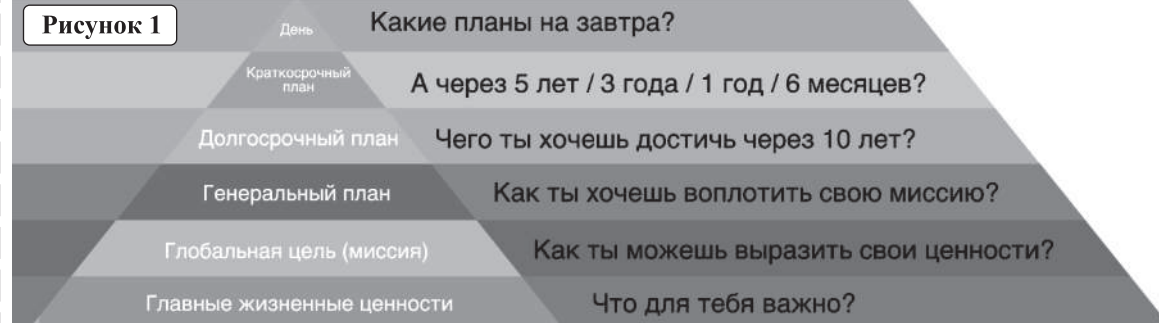 Рисунок 1
День
Какие планы на завтра?
Краткосрочный
план
А через 5 лет / 3 года / 1 год / 6 месяцев?
Долгосрочный план
Чего ты хочешь достичь через 10 лет?
Генеральный план
Как ты хочешь воплотить свою миссию?
Глобальная цель (миссия)
Как ты можешь выразить свои ценности?
Главные жизненные ценности
Что для тебя важно?